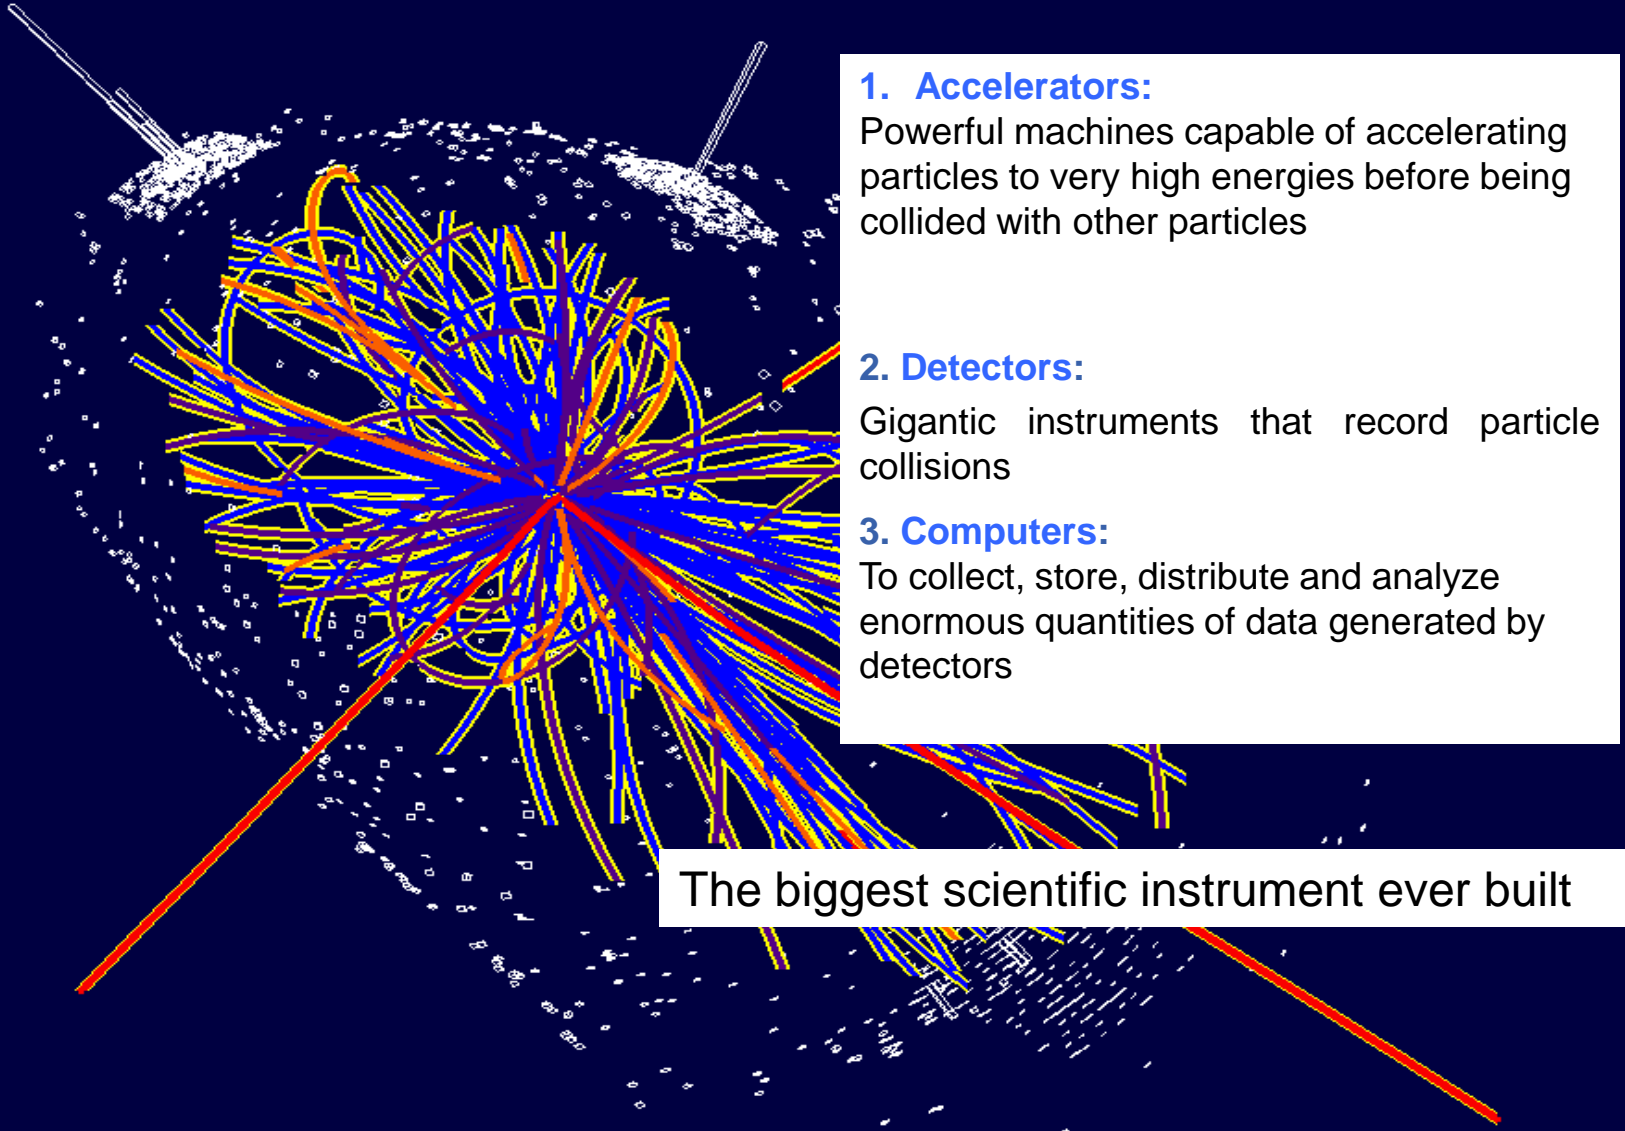 1. Accelerators:
Powerful machines capable of accelerating
particles to very high energies before being
collided with other particles
2. Detectors:
Gigantic instruments that record particle
collisions
3. Computers:
To collect, store, distribute and analyze
enormous quantities of data generated by
detectors
The biggest scientific instrument ever built